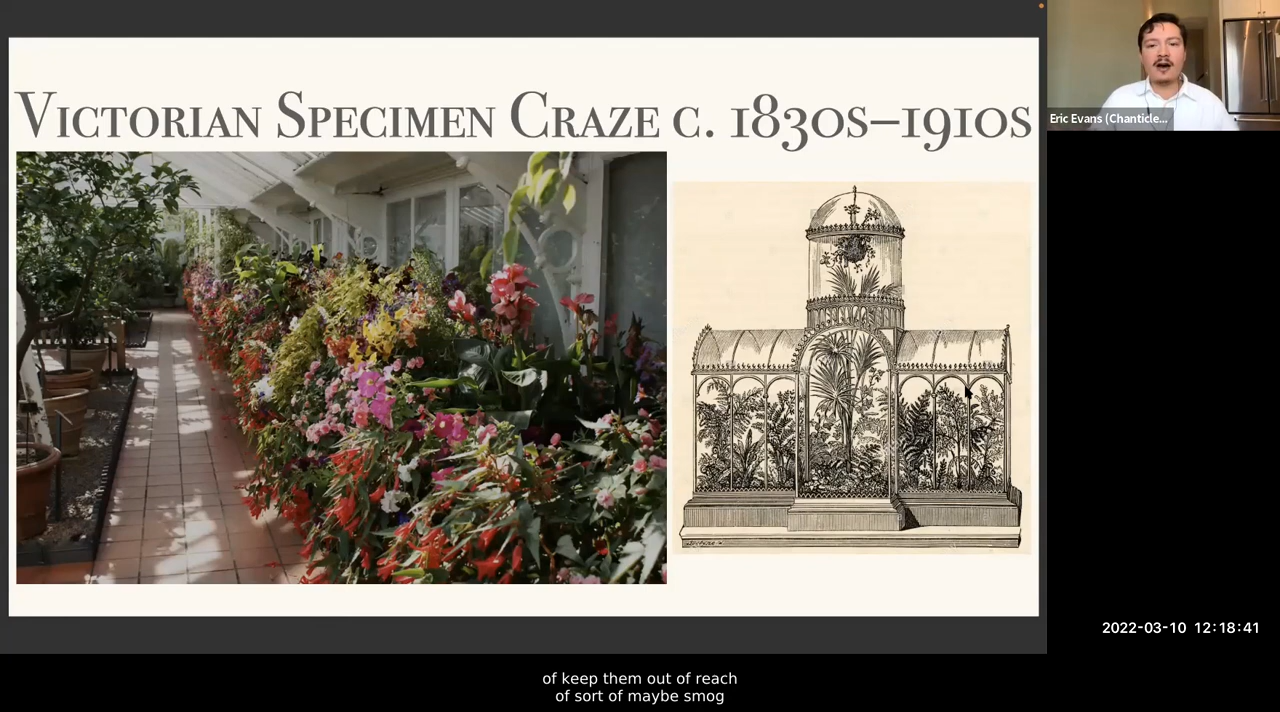 Victorian Specimen Craze c. 1830s–1910s
Eric Evans (Chanticle...
2022-03-10 12:18:41
of keep them out of reach
of sort of maybe smog